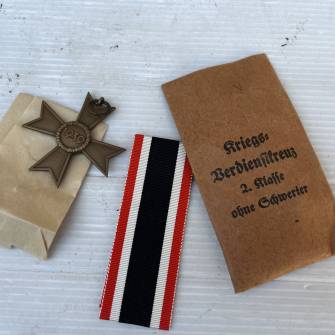 Kriegs-
Verdienstkreuz
2. Klasse
ohne Schwerter